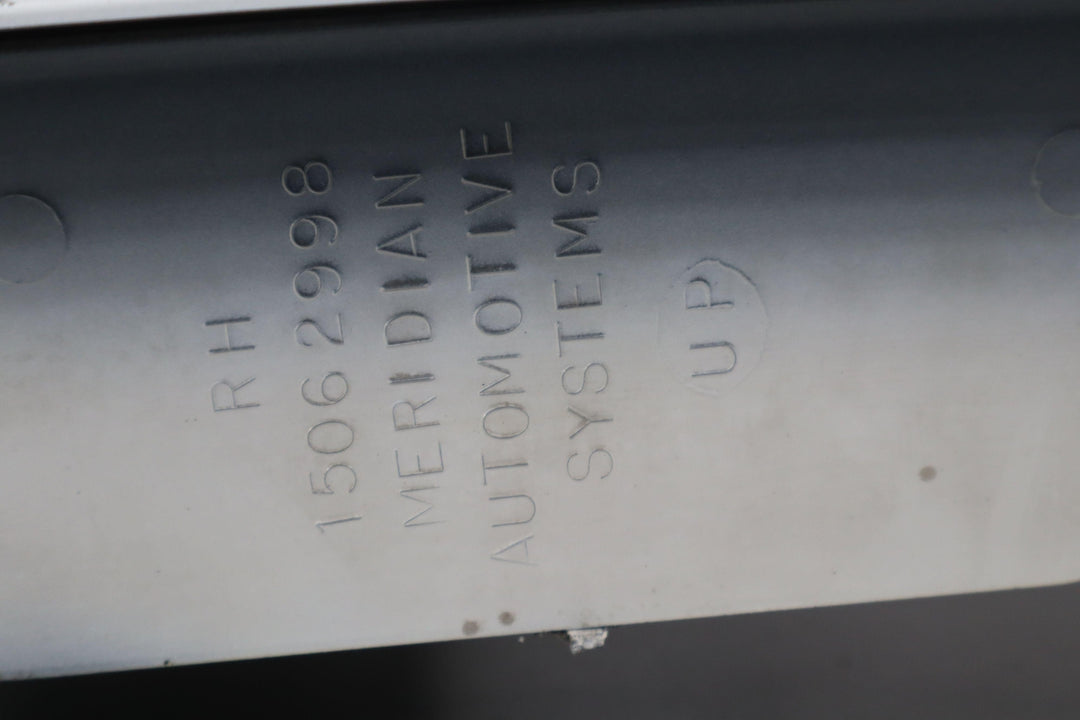 RH
15062998
MERIDIAN
AUTOMOTIVE
SYSTEMS
UP